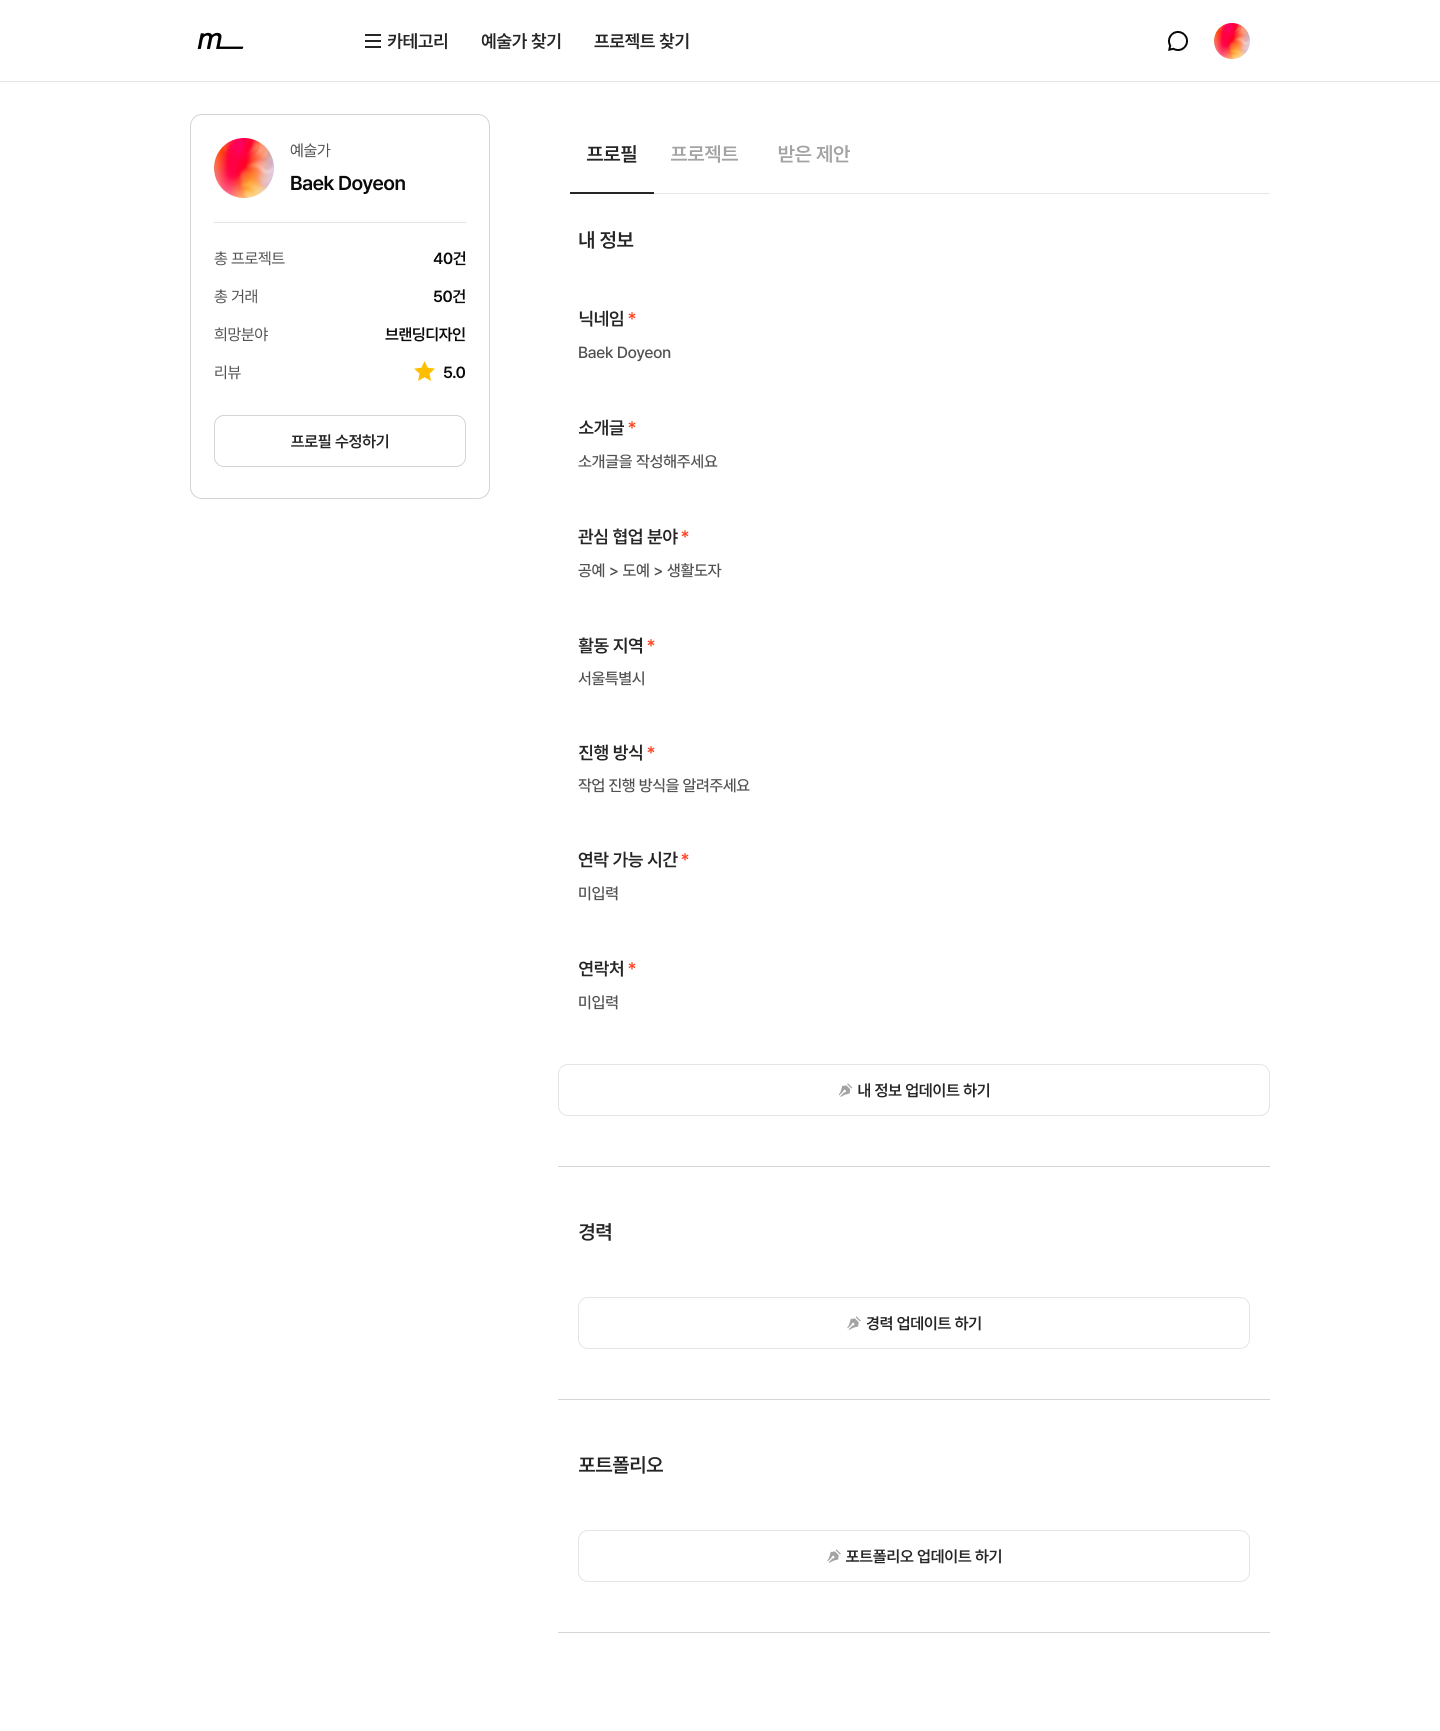 m__
카테고리 예술가 찾기 프로젝트 찾기
예술가
Baek Doyeon
총 프로젝트 40건
총 거래 50건
희망분야 브랜딩디자인
리뷰 5.0
프로필 수정하기
프로필 프로젝트 받은 제안
내 정보
닉네임 *
Baek Doyeon
소개글 *
소개글을 작성해주세요
관심 협업 분야 *
공예 > 도예 > 생활도자
활동 지역 *
서울특별시
진행 방식 *
작업 진행 방식을 알려주세요
연락 가능 시간 *
미입력
연락처 *
미입력
내 정보 업데이트 하기
경력
경력 업데이트 하기
포트폴리오
포트폴리오 업데이트 하기